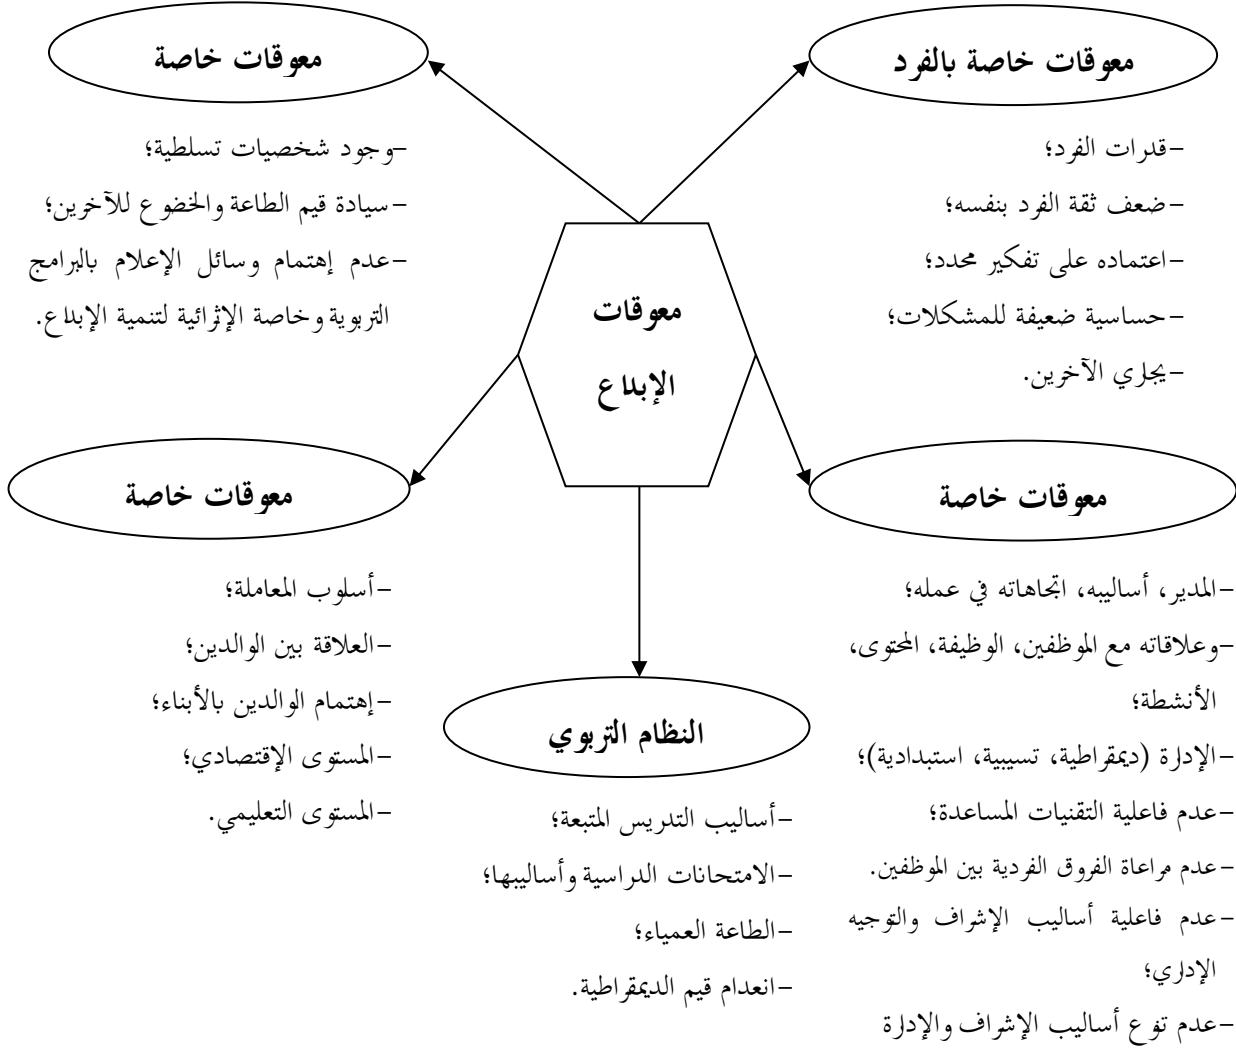 معوقات خاصة بالفرد
-قدرات الفرد؛
-ضعف ثقة الفرد بنفسه؛
-اعتماده على تفكير محدد؛
-حساسية ضعيفة للمشكلات؛
-يجاري الآخرين.
معوقات خاصة
-وجود شخصيات تسلطية؛
-سيادة قيم الطاعة والخضوع للآخرين؛
-عدم إهتمام وسائل الإعلام بالبرامج
التربوية وخاصة الإثرائية لتنمية الإبداع.
معوقات
الإبداع
معوقات خاصة
-المدير، أساليبه، اتجاهاته في عمله؛
-وعلاقاته مع الموظفين، الوظيفة، المحتوى،
الأنشطة؛
-الإدارة (ديمقراطية، تسيبية، استبدادية)؛
-عدم فاعلية التقنيات المساعدة؛
-عدم مراعاة الفروق الفردية بين الموظفين.
-عدم فاعلية أساليب الإشراف والتوجيه
الإداري؛
-عدم توع أساليب الإشراف والإدارة
معوقات خاصة
-أسلوب المعاملة؛
-العلاقة بين الوالدين؛
-إهتمام الوالدين بالأبناء؛
-المستوى الإقتصادي؛
-المستوى التعليمي.
النظام التربوي
-أساليب التدريس المتبعة؛
-الامتحانات الدراسية وأساليبها؛
-الطاعة العمياء؛
-انعدام قيم الديمقراطية.